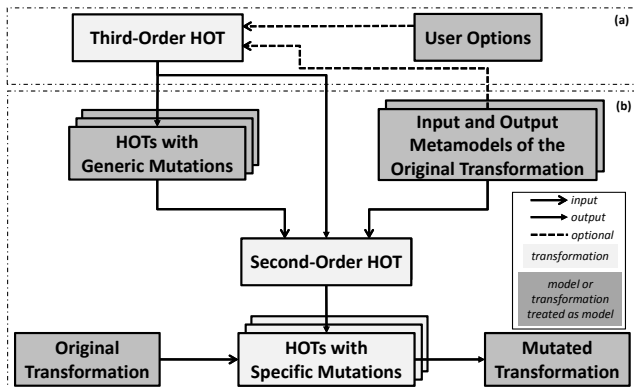 (a)
Third-Order HOT
User Options
(b)
HOTs with
Generic Mutations
Input and Output
Metamodels of the
Original Transformation
input
output
optional
transformation
model or
transformation
treated as model
Second-Order HOT
Original
Transformation
HOTs with
Specific Mutations
Mutated
Transformation